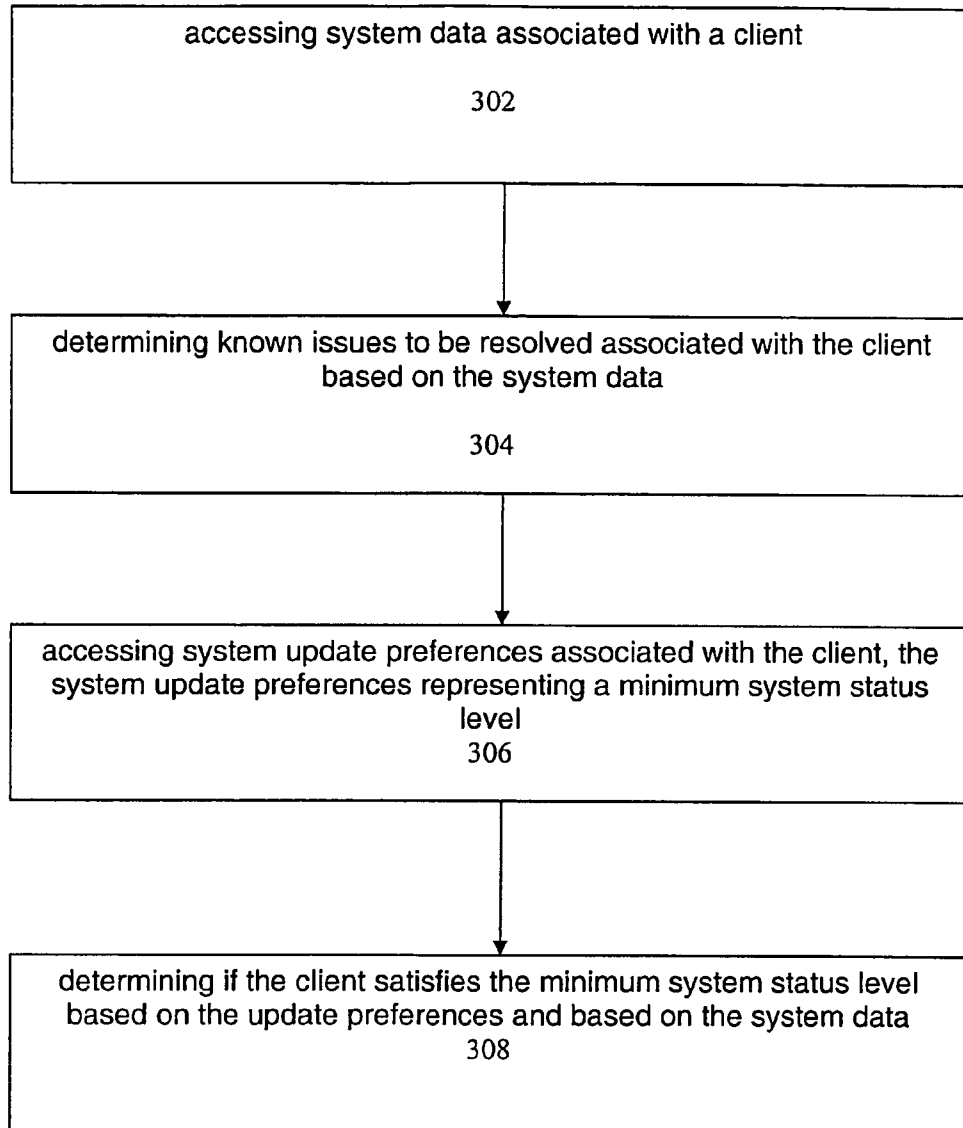 accessing system data associated with a client
302
determining known issues to be resolved associated with the client
based on the system data
304
accessing system update preferences associated with the client, the
system update preferences representing a minimum system status
level
306
determining if the client satisfies the minimum system status level
based on the update preferences and based on the system data
308